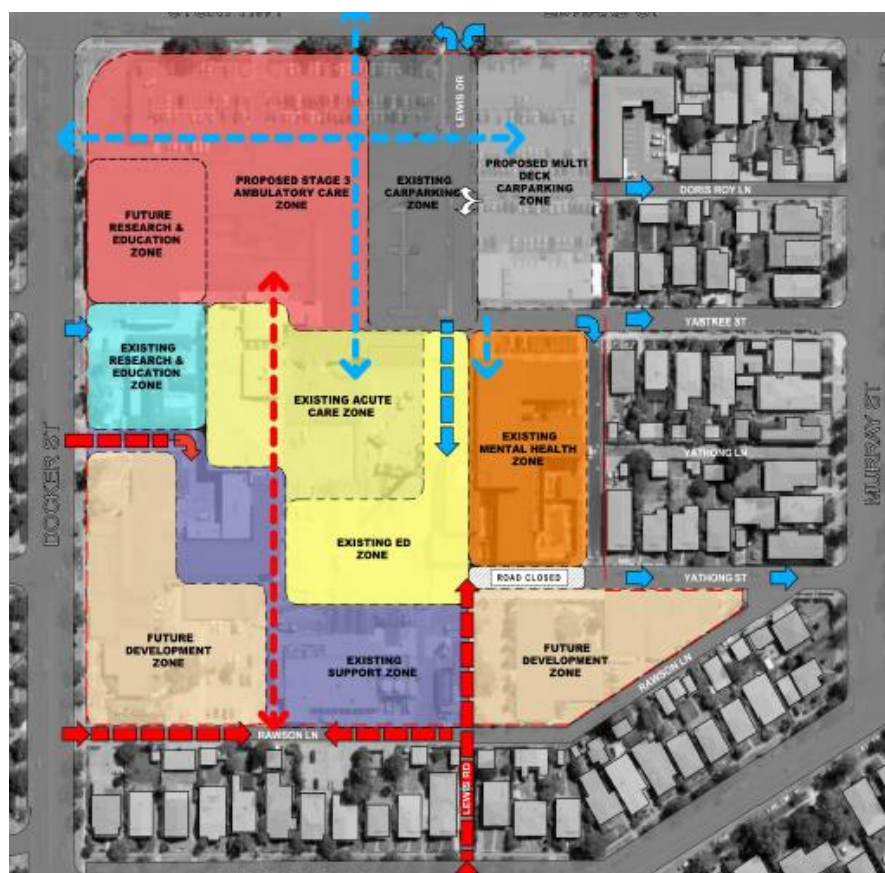 LEWIS DR
PROPOSED STAGE 3
AMBULATORY CARE
ZONE
EXISTING
CARPARKING
ZONE
PROPOSED MULTI
DECK
CARPARKING
ZONE
DORIS ROY LN
FUTURE
RESEARCH &
EDUCATION
ZONE
YABTREE ST
EXISTING
RESEARCH &
EDUCATION
ZONE
EXISTING ACUTE
CARE ZONE
EXISTING
MENTAL HEALTH
ZONE
YATHONG LN
DOCKER ST
MURRAY ST
EXISTING ED
ZONE
ROAD CLOSED
YATHONG ST
FUTURE
DEVELOPMENT
ZONE
EXISTING
SUPPORT ZONE
FUTURE
DEVELOPMENT
ZONE
RAWSON LN
RAWSON LN
LEWIS RD